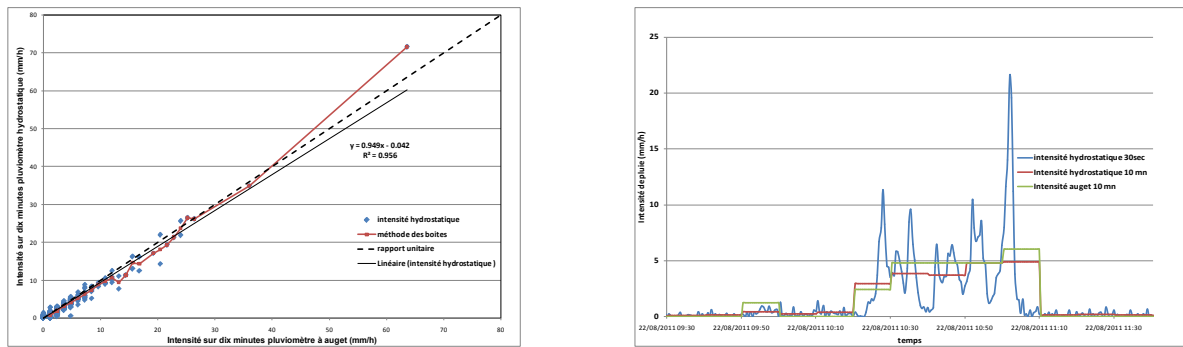 80
70
60
50
40
30
20
10
0
0 10 20 30 40 50 60 70 80
Intensité sur dix minutes pluviomètre hydrostatique (mm/h)
Intensité sur dix minutes pluviomètre à auget (mm/h)
y = 0.949x - 0.042
R² = 0.956
intensité hydrostatique
méthode des boites
rapport unitaire
Linéaire (intensité hydrostatique )
25
20
15
10
5
0
Intensité de pluie (mm/h)
22/08/2011 09:30 22/08/2011 09:50 22/08/2011 10:10 22/08/2011 10:30 22/08/2011 10:50 22/08/2011 11:10 22/08/2011 11:30
temps
intensité hydrostatique 30sec
Intensité hydrostatique 10 mn
Intensité auget 10 mn